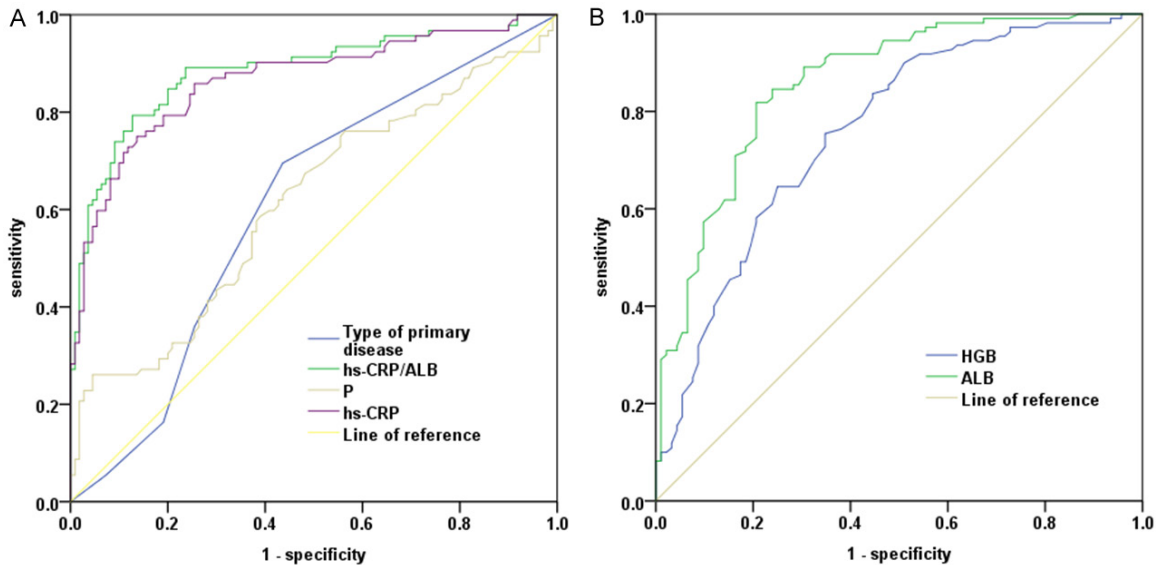 A
1.0
0.8
0.6
0.4
0.2
0.0
sensitivity
Type of primary
disease
hs-CRP/ALB
P
hs-CRP
Line of reference
0.0 0.2 0.4 0.6 0.8 1.0
1 - specificity
B
1.0
0.8
0.6
0.4
0.2
0.0
sensitivity
HGB
ALB
Line of reference
0.0 0.2 0.4 0.6 0.8 1.0
1 - specificity